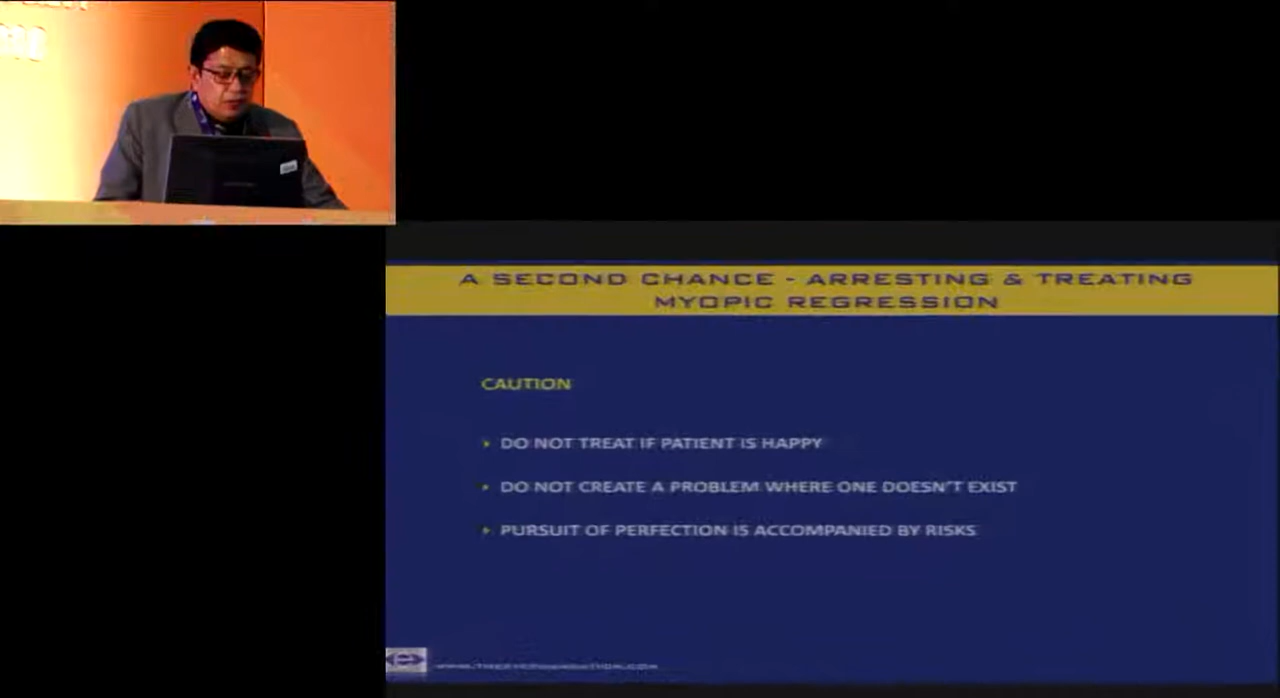 A SECOND CHANCE - ARRESTING & TREATING
MYOPIC REGRESSION
CAUTION
DO NOT TREAT IF PATIENT IS HAPPY
DO NOT CREATE A PROBLEM WHERE ONE DOESN'T EXIST
PURSUIT OF PERFECTION IS ACCOMPANIED BY RISKS